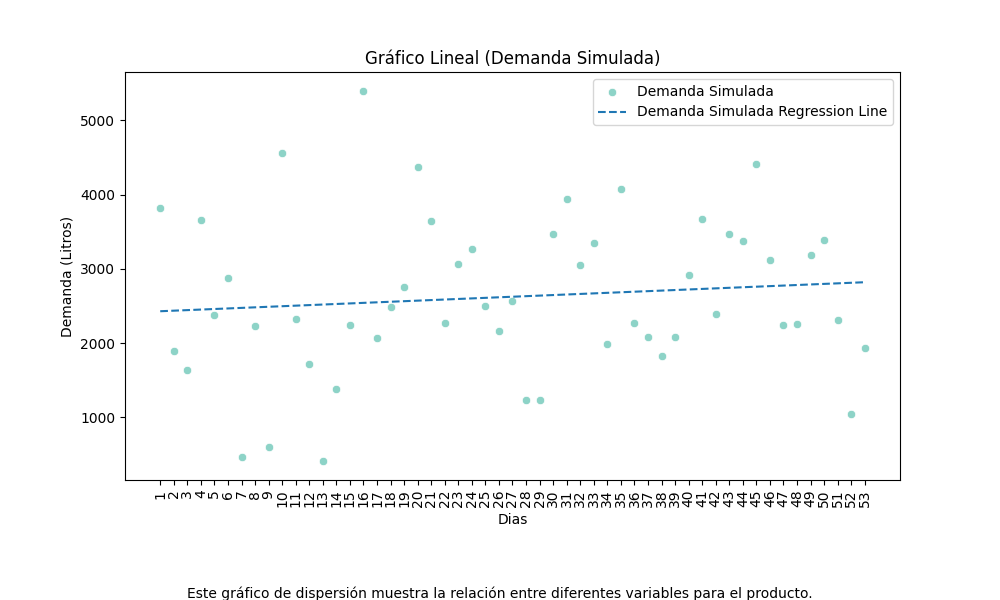 Gráfico Lineal (Demanda Simulada)
Demanda Simulada
Demanda Simulada Regression Line
Demanda (Litros)
5000
4000
3000
2000
1000
1 2 3 4 5 6 7 8 9 10 11 12 13 14 15 16 17 18 19 20 21 22 23 24 25 26 27 28 29 30 31 32 33 34 35 36 37 38 39 40 41 42 43 44 45 46 47 48 49 50 51 52 53
Dias
Este gráfico de dispersión muestra la relación entre diferentes variables para el producto.